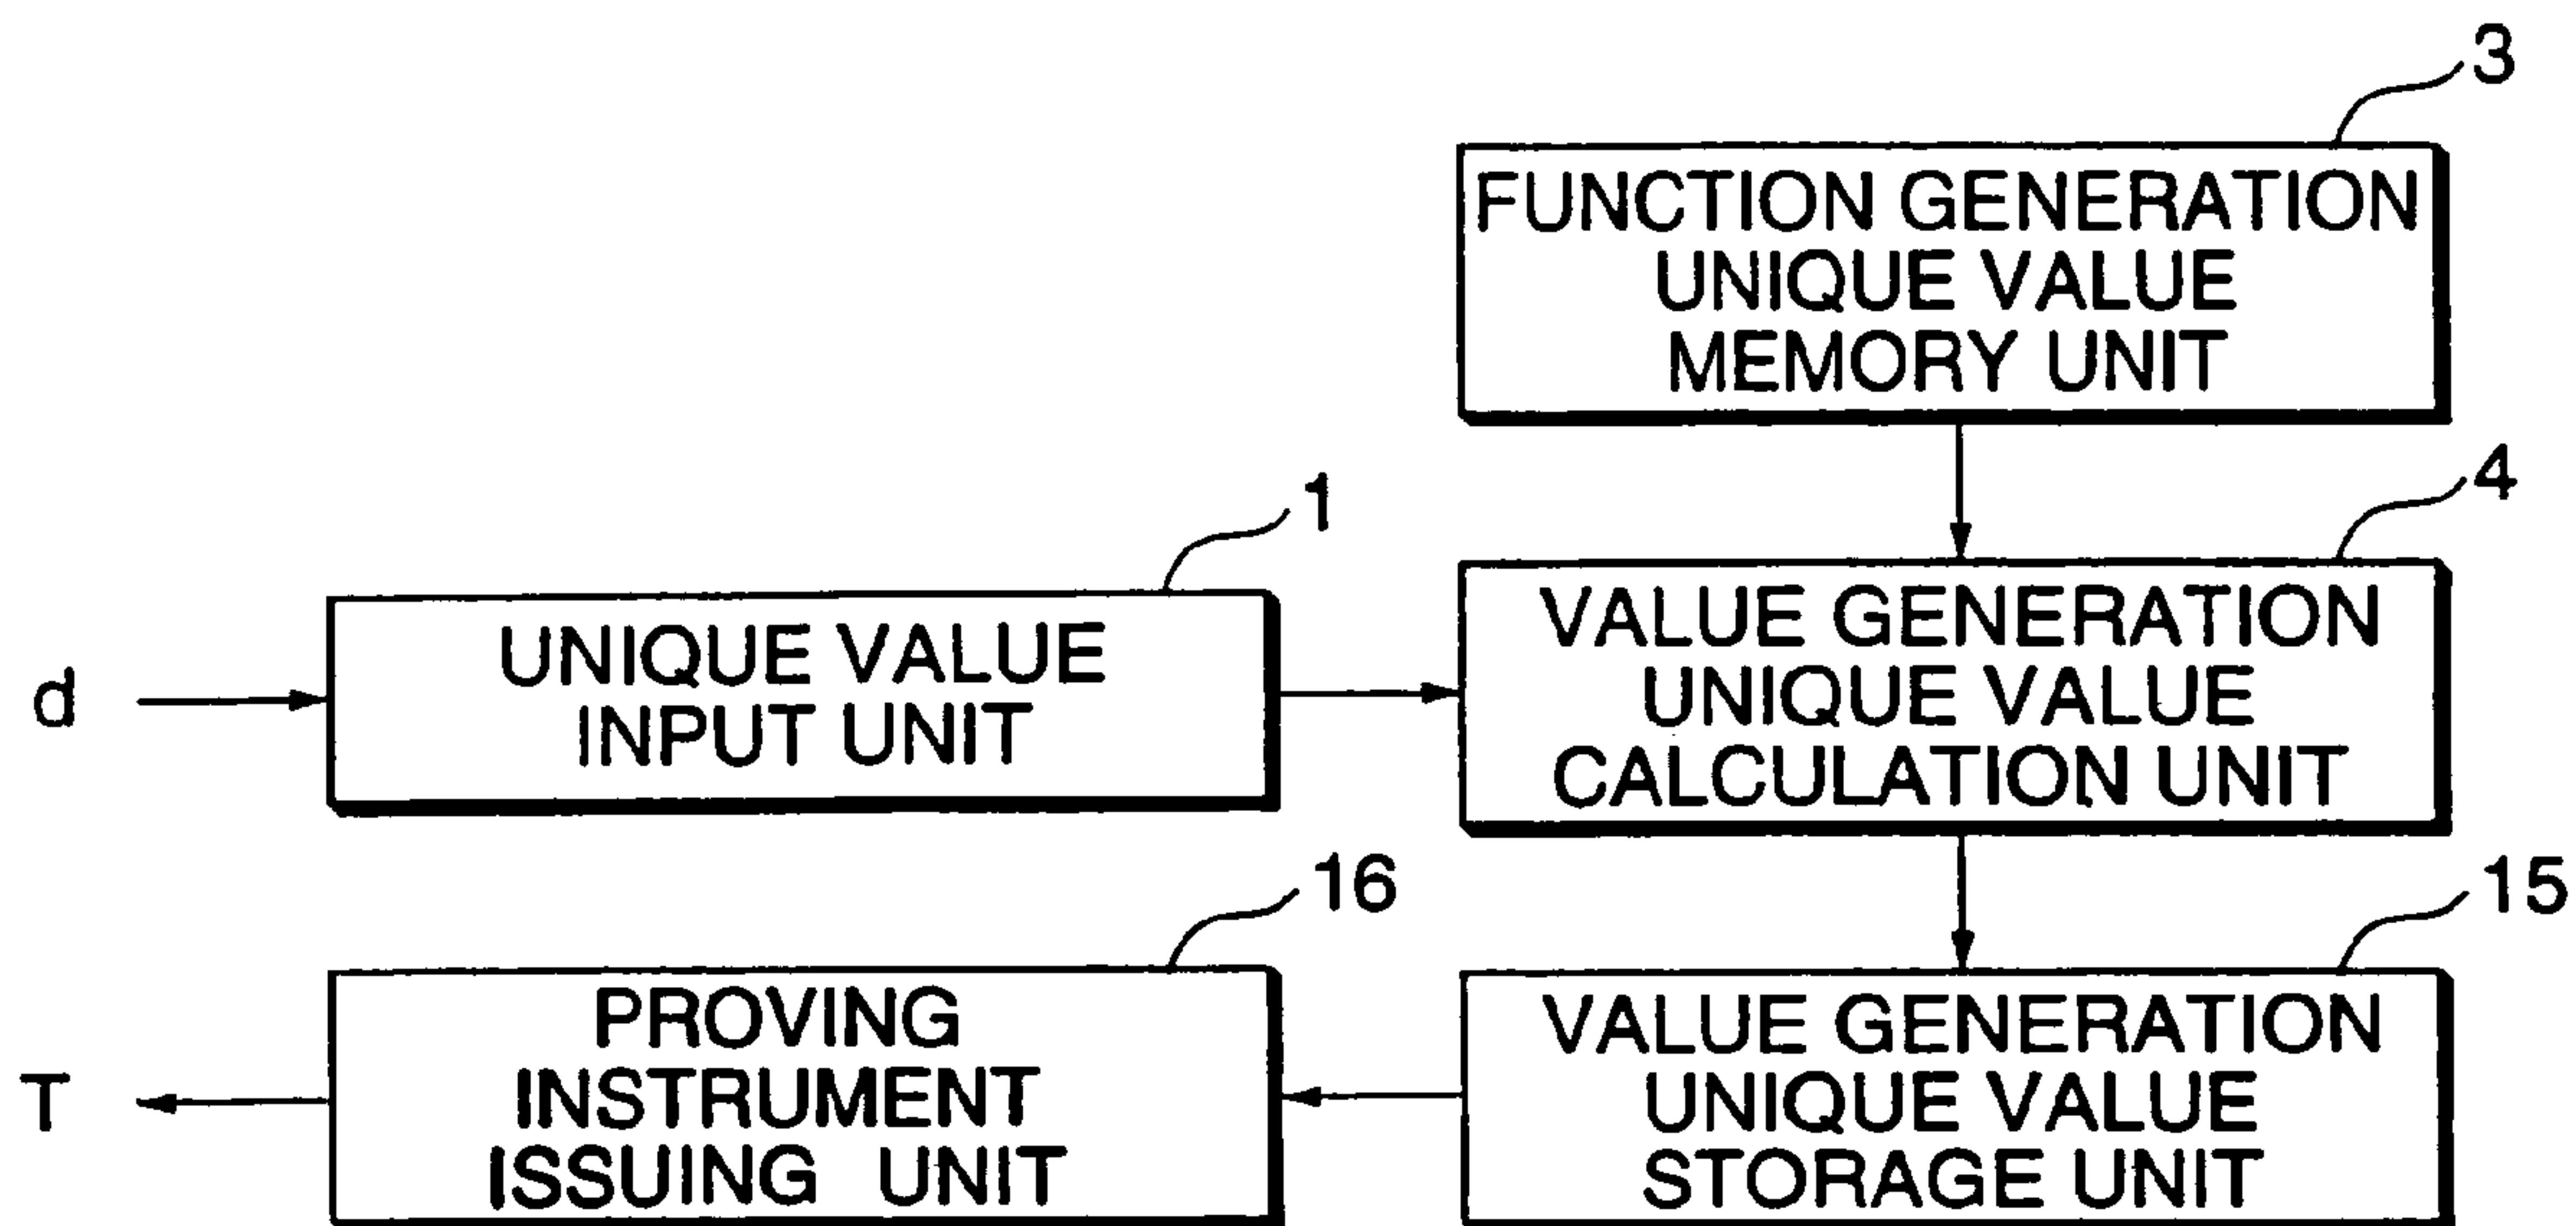 3
FUNCTION GENERATION
UNIQUE VALUE
MEMORY UNIT
1
4
d
UNIQUE VALUE
INPUT UNIT
VALUE GENERATION
UNIQUE VALUE
CALCULATION UNIT
16
15
T
PROVING
INSTRUMENT
ISSUING UNIT
VALUE GENERATION
UNIQUE VALUE
STORAGE UNIT